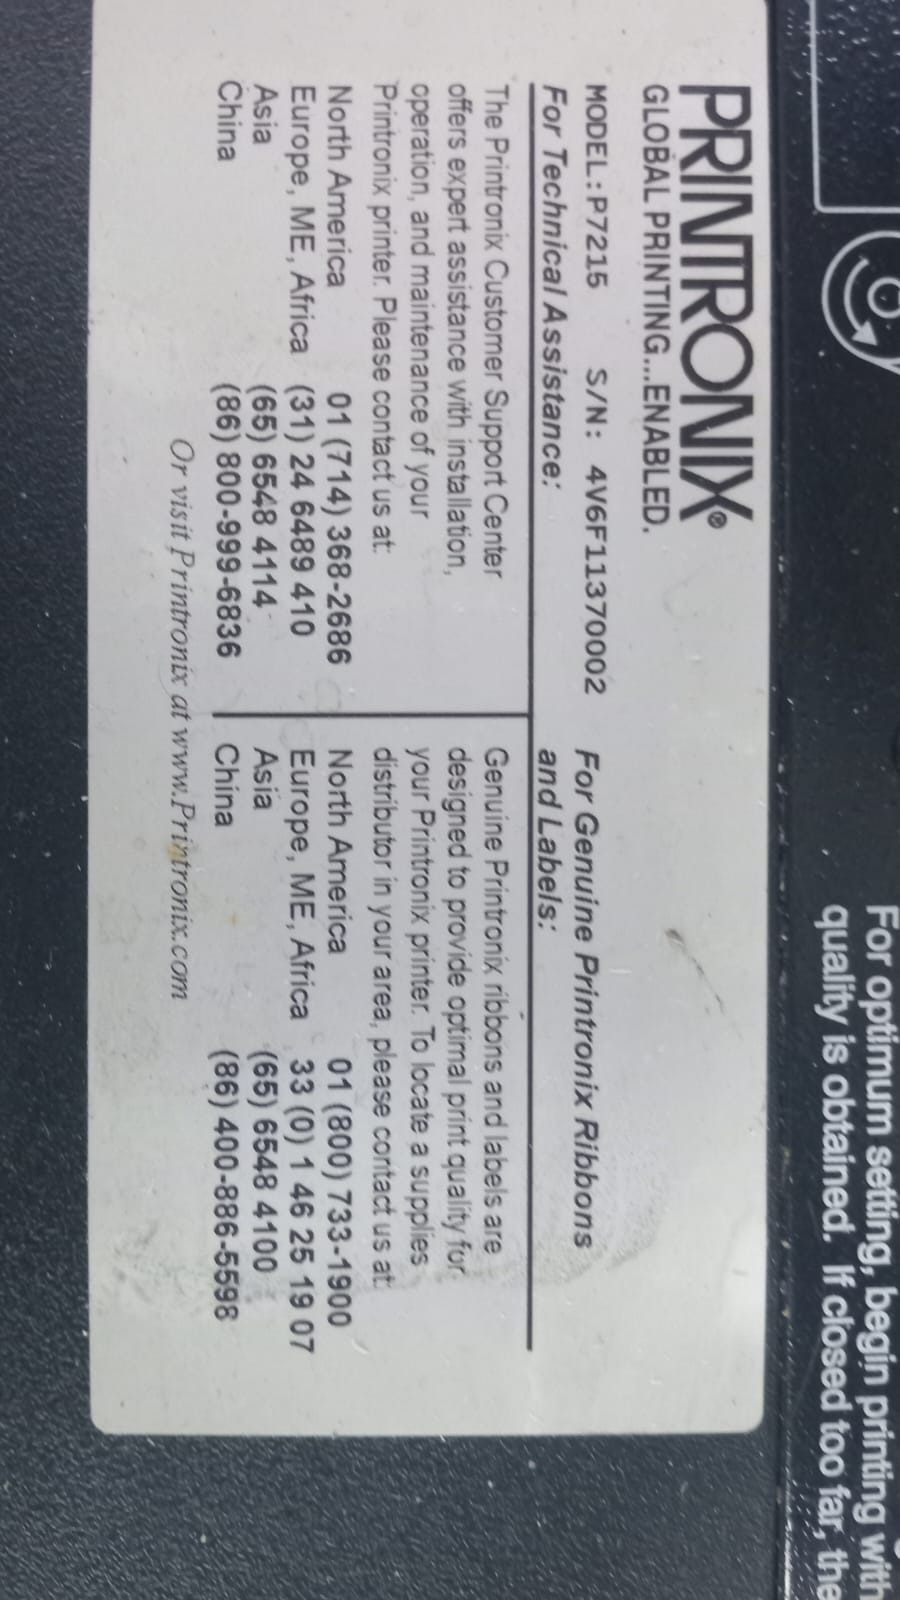 PRINTRONIX®
GLOBAL PRINTING...ENABLED.
MODEL:P7215 S/N: 4V6F11370002
For Technical Assistance:
The Printronix Customer Support Center
offers expert assistance with installation,
operation, and maintenance of your
Printronix printer. Please contact us at:
North America 01 (714) 368-2686
Europe, ME, Africa (31) 24 6489 410
Asia (65) 6548 4114
China (86) 800-999-6836
For Genuine Printronix Ribbons
and Labels:
Genuine Printronix ribbons and labels are
designed to provide optimal print quality for
your Printronix printer. To locate a supplies
distributor in your area, please contact us at:
North America 01 (800) 733-1900
Europe, ME, Africa 33 (0) 1 46 25 19 07
Asia (65) 6548 4100
China (86) 400-886-5598
Or visit Printronix at www.Printronix.com
For optimum setting, begin printing with
quality is obtained. If closed too far, the